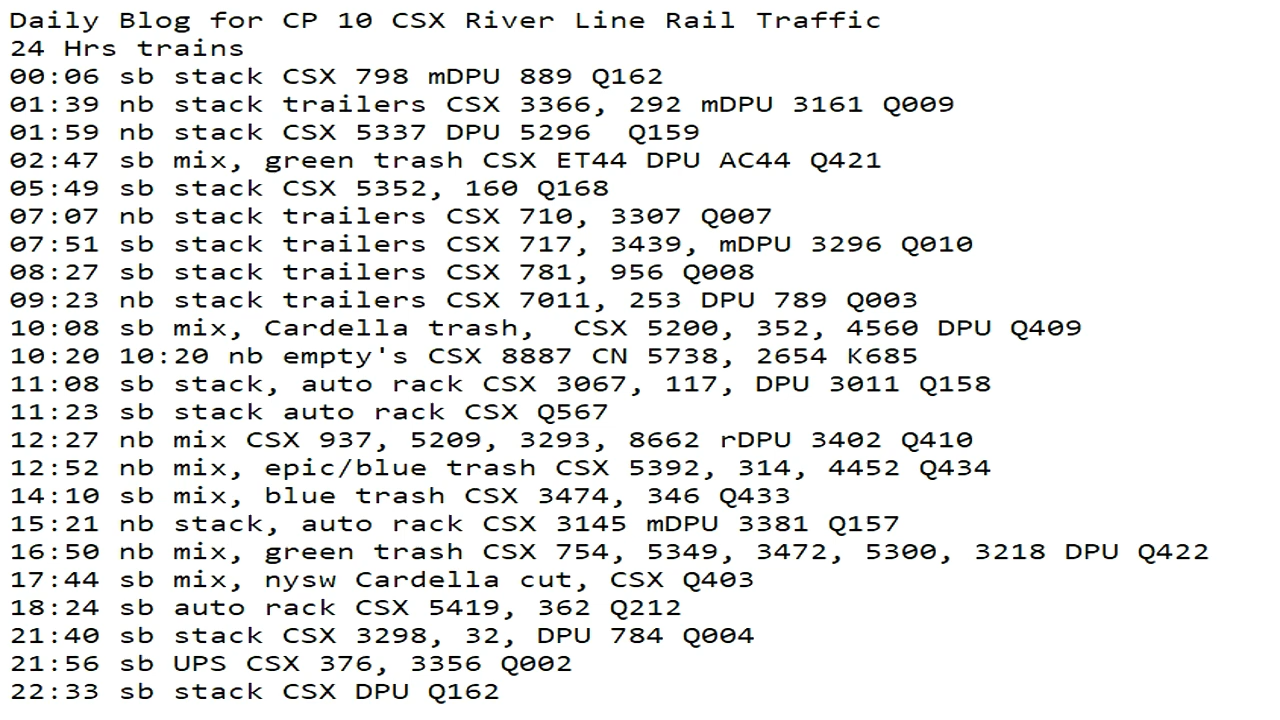 Daily Blog for CP 10 CSX River Line Rail Traffic
24 Hrs trains
00:06 sb stack CSX 798 mDPU 889 Q162
01:39 nb stack trailers CSX 3366, 292 mDPU 3161 Q009
01:59 nb stack CSX 5337 DPU 5296  Q159
02:47 sb mix, green trash CSX ET44 DPU AC44 Q421
05:49 sb stack CSX 5352, 160 Q168
07:07 nb stack trailers CSX 710, 3307 Q007
07:51 sb stack trailers CSX 717, 3439, mDPU 3296 Q010
08:27 sb stack trailers CSX 781, 956 Q008
09:23 nb stack trailers CSX 7011, 253 DPU 789 Q003
10:08 sb mix, Cardella trash,  CSX 5200, 352, 4560 DPU Q409
10:20 10:20 nb empty's CSX 8887 CN 5738, 2654 K685
11:08 sb stack, auto rack CSX 3067, 117, DPU 3011 Q158
11:23 sb stack auto rack CSX Q567
12:27 nb mix CSX 937, 5209, 3293, 8662 rDPU 3402 Q410
12:52 nb mix, epic/blue trash CSX 5392, 314, 4452 Q434
14:10 sb mix, blue trash CSX 3474, 346 Q433
15:21 nb stack, auto rack CSX 3145 mDPU 3381 Q157
16:50 nb mix, green trash CSX 754, 5349, 3472, 5300, 3218 DPU Q422
17:44 sb mix, nysw Cardella cut, CSX Q403
18:24 sb auto rack CSX 5419, 362 Q212
21:40 sb stack CSX 3298, 32, DPU 784 Q004
21:56 sb UPS CSX 376, 3356 Q002
22:33 sb stack CSX DPU Q162